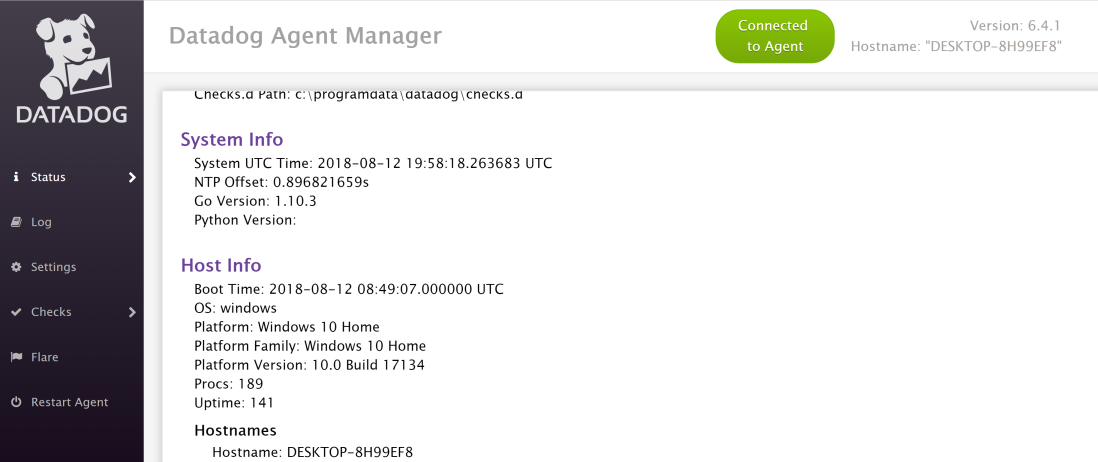 DATADOG
Status
Log
Settings
Checks
Flare
Restart Agent
Datadog Agent Manager
Connected
to Agent
Version: 6.4.1
Hostname: "DESKTOP-8H99EF8"
Checks.d Path: c:\programdata\datadog\checks.d
System Info
System UTC Time: 2018-08-12 19:58:18.263683 UTC
NTP Offset: 0.896821659s
Go Version: 1.10.3
Python Version:
Host Info
Boot Time: 2018-08-12 08:49:07.000000 UTC
OS: windows
Platform: Windows 10 Home
Platform Family: Windows 10 Home
Platform Version: 10.0 Build 17134
Procs: 189
Uptime: 141
Hostnames
Hostname: DESKTOP-8H99EF8